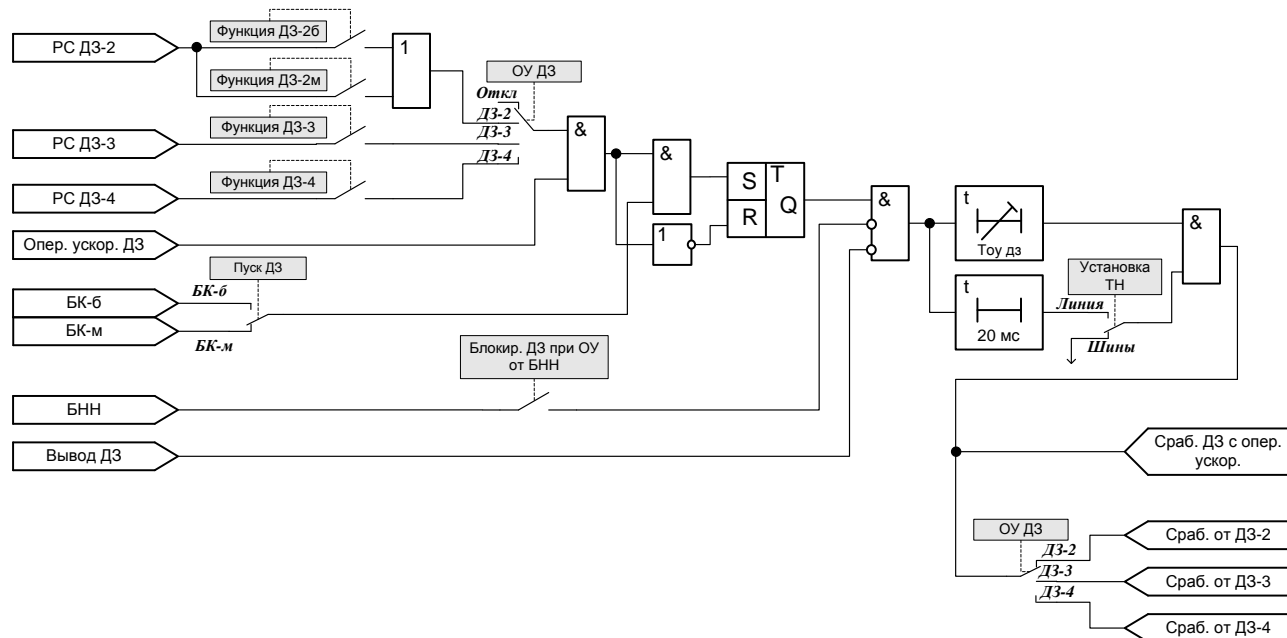 Функция ДЗ-2б
РС ДЗ-2
1
Функция ДЗ-2м
ОУ ДЗ
Откл
ДЗ-2
ДЗ-3
ДЗ-4
Функция ДЗ-3
РС ДЗ-3
&
&
Функция ДЗ-4
РС ДЗ-4
S
T
Q
R
&
t
Тоу дз
&
Опер. ускор. ДЗ
1
Пуск ДЗ
БК-б
БК-б
БК-м
БК-м
t
20 мс
Установка
ТН
Линия
Шины
Блокир. ДЗ при ОУ
от БНН
БНН
Вывод ДЗ
Сраб. ДЗ с опер.
ускор.
ОУ ДЗ
ДЗ-2
ДЗ-3
ДЗ-4
Сраб. от ДЗ-2
Сраб. от ДЗ-3
Сраб. от ДЗ-4